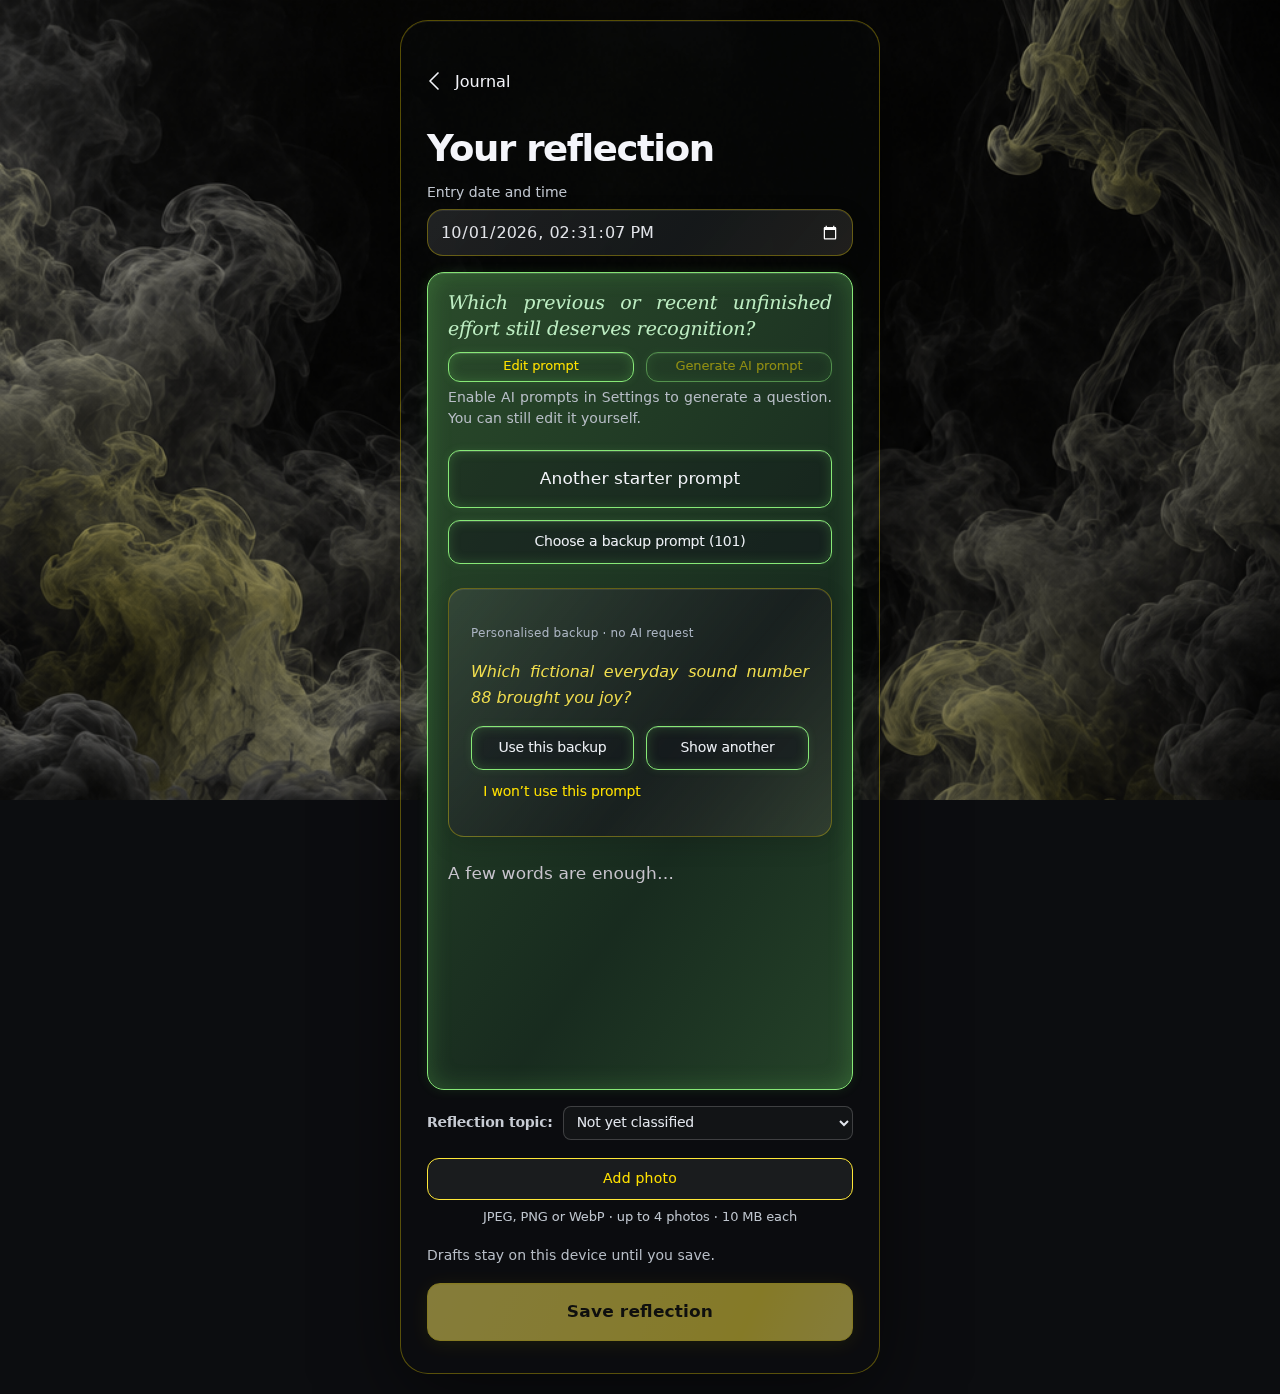 Journal
Your reflection
Entry date and time
10/01/2026, 02:31:07 PM
Which previous or recent unfinished
effort still deserves recognition?
Edit prompt
Generate AI prompt
Enable AI prompts in Settings to generate a question.
You can still edit it yourself.
Another starter prompt
Choose a backup prompt (101)
Personalised backup · no AI request
Which fictional everyday sound number
88 brought you joy?
Use this backup
Show another
I won’t use this prompt
A few words are enough...
Reflection topic:
Not yet classified
Add photo
JPEG, PNG or WebP · up to 4 photos · 10 MB each
Drafts stay on this device until you save.
Save reflection